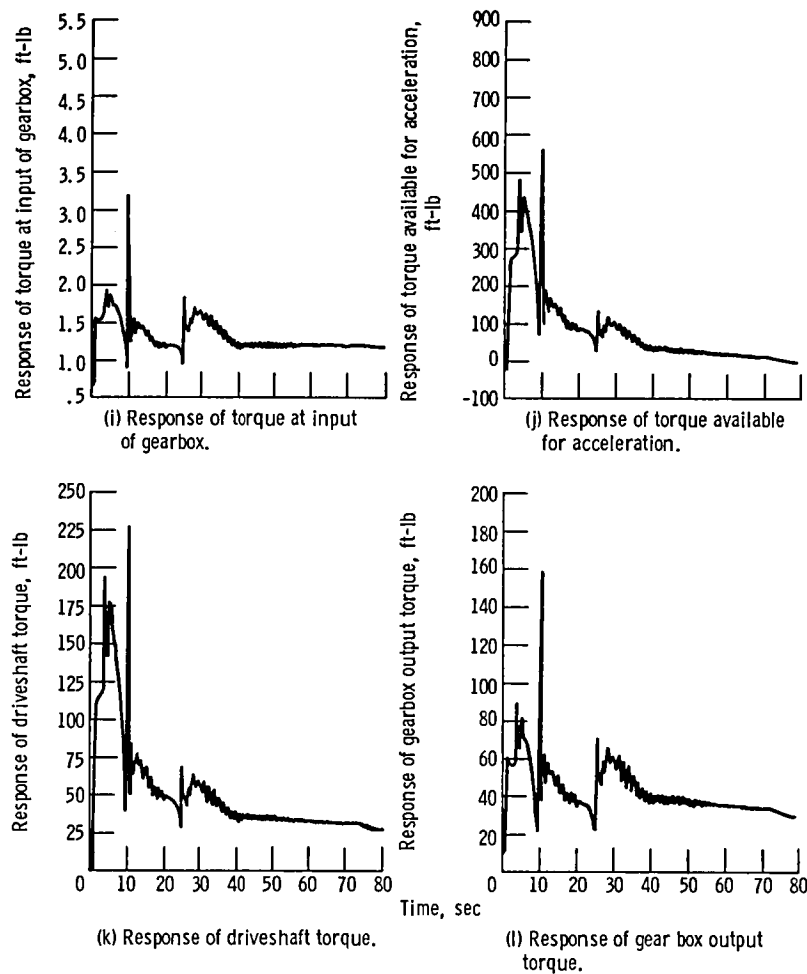 Response of torque at input of gearbox, ft-lb
5.5
5.0
4.5
4.0
3.5
3.0
2.5
2.0
1.5
1.0
.5
(i) Response of torque at input
of gearbox.
Response of torque available for acceleration,
ft-lb
900
800
700
600
500
400
300
200
100
0
-100
(j) Response of torque available
for acceleration.
Response of driveshaft torque, ft-lb
250
225
200
175
150
125
100
75
50
25
0 10 20 30 40 50 60 70 80
(k) Response of driveshaft torque.
Response of gearbox output torque, ft-lb
200
180
160
140
120
100
80
60
40
20
0 10 20 30 40 50 60 70 80
Time, sec
(l) Response of gear box output
torque.